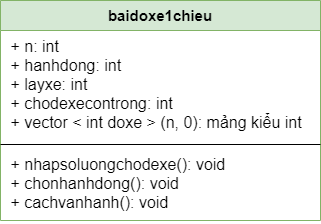 baidoxe1chieu
+ n: int
+ hanhdong: int
+ layxe: int
+ chodexecontrong: int
+ vector < int doxe > (n, 0): mảng kiểu int
+ nhapsoluongchodexe(): void
+ chonhanhdong(): void
+ cachvanhanh(): void